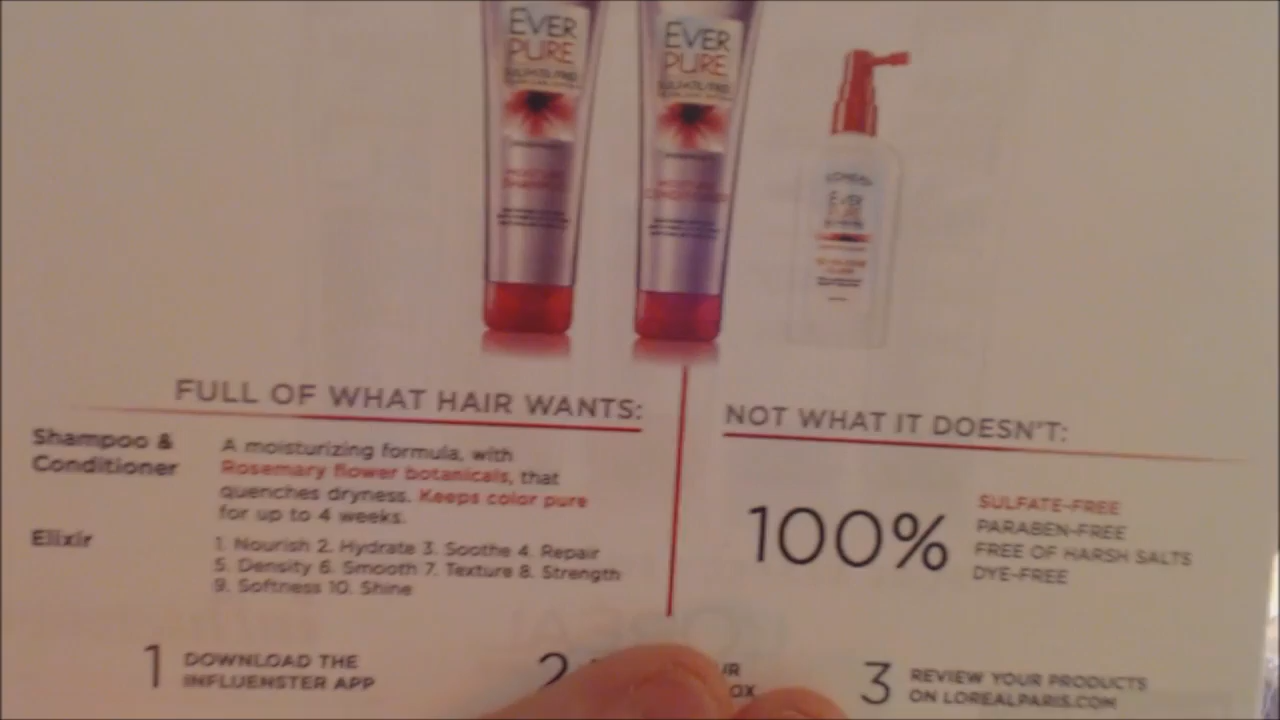 EVER
PURE
EVER
PURE
EVER
FULL OF WHAT HAIR WANTS:
Shampoo &
Conditioner
A moisturizing formula, with
Rosemary flower botanicals, that
quenches dryness. Keeps color pure
for up to 4 weeks.
Elixir
1. Nourish 2. Hydrate 3. Soothe 4. Repair
5. Density 6. Smooth 7. Texture 8. Strength
9. Softness 10. Shine
NOT WHAT IT DOESN'T:
100%
SULFATE-FREE
PARABEN-FREE
FREE OF HARSH SALTS
DYE-FREE
1 DOWNLOAD THE
INFLUENSTER APP
2
3 REVIEW YOUR PRODUCTS
ON LOREALPARIS.COM